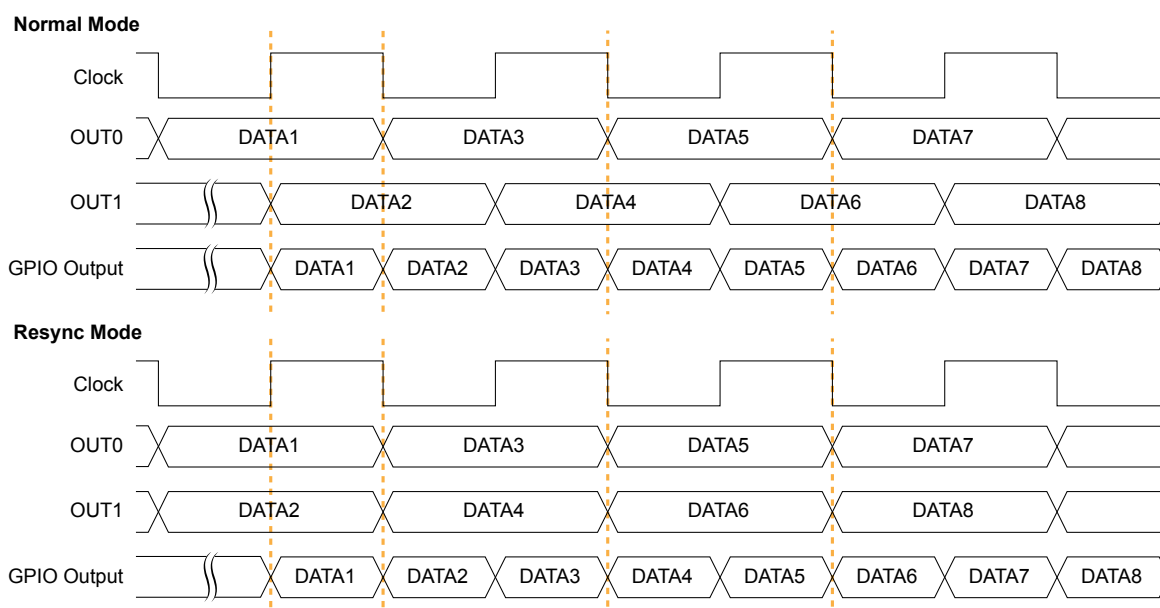 Normal Mode
Clock
OUT0 DATA1 DATA3 DATA5 DATA7
OUT1 DATA2 DATA4 DATA6 DATA8
GPIO Output DATA1 DATA2 DATA3 DATA4 DATA5 DATA6 DATA7 DATA8
Resync Mode
Clock
OUT0 DATA1 DATA3 DATA5 DATA7
OUT1 DATA2 DATA4 DATA6 DATA8
GPIO Output DATA1 DATA2 DATA3 DATA4 DATA5 DATA6 DATA7 DATA8